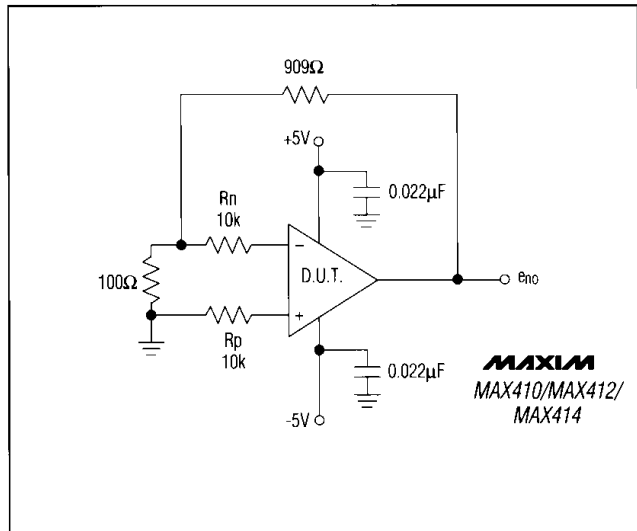 909Ω
+5V
0.022µF
Rn
10k
−
D.U.T.
100Ω
eno
+
Rp
10k
0.022µF
MAXIM
MAX410/MAX412/
MAX414
-5V